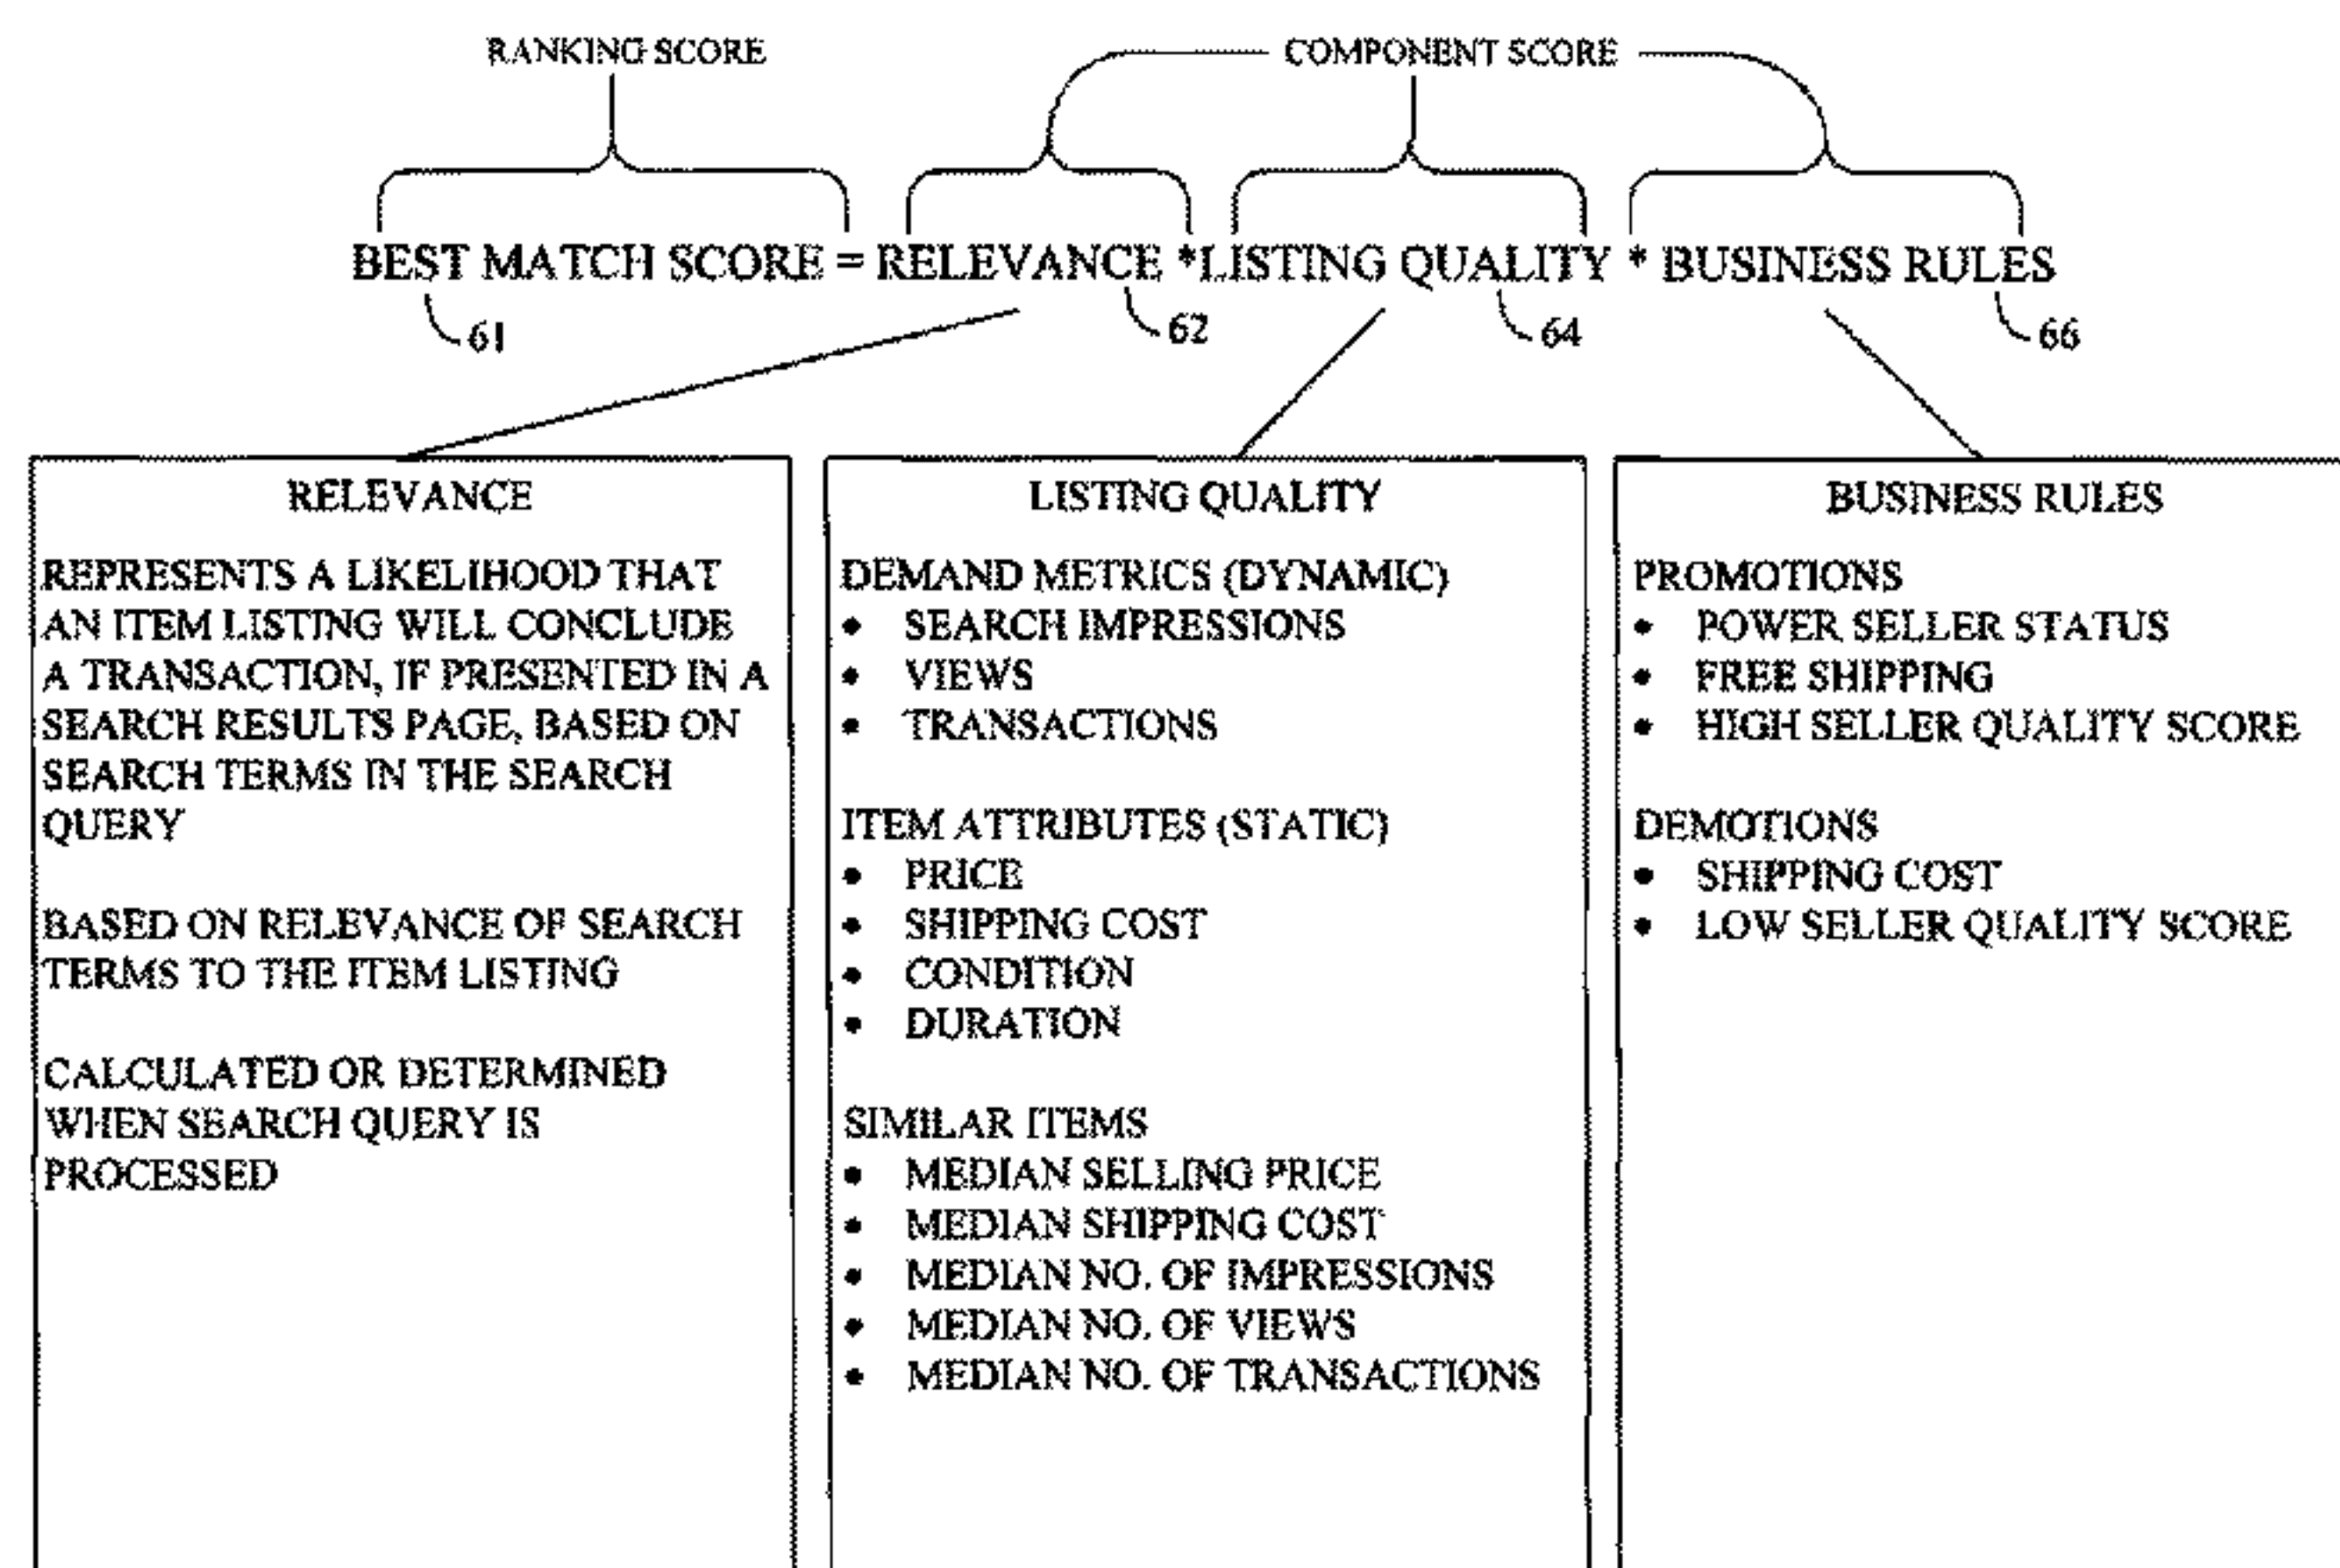 RANKING SCORE
COMPONENT SCORE
BEST MATCH SCORE = RELEVANCE *LISTING QUALITY * BUSINESS RULES
61
62
64
66
RELEVANCE
REPRESENTS A LIKELIHOOD THAT
AN ITEM LISTING WILL CONCLUDE
A TRANSACTION, IF PRESENTED IN A
SEARCH RESULTS PAGE, BASED ON
SEARCH TERMS IN THE SEARCH
QUERY
BASED ON RELEVANCE OF SEARCH
TERMS TO THE ITEM LISTING
CALCULATED OR DETERMINED
WHEN SEARCH QUERY IS
PROCESSED
LISTING QUALITY
DEMAND METRICS (DYNAMIC)
• SEARCH IMPRESSIONS
• VIEWS
• TRANSACTIONS
ITEM ATTRIBUTES (STATIC)
• PRICE
• SHIPPING COST
• CONDITION
• DURATION
SIMILAR ITEMS
• MEDIAN SELLING PRICE
• MEDIAN SHIPPING COST
• MEDIAN NO. OF IMPRESSIONS
• MEDIAN NO. OF VIEWS
• MEDIAN NO. OF TRANSACTIONS
BUSINESS RULES
PROMOTIONS
• POWER SELLER STATUS
• FREE SHIPPING
• HIGH SELLER QUALITY SCORE
DEMOTIONS
• SHIPPING COST
• LOW SELLER QUALITY SCORE